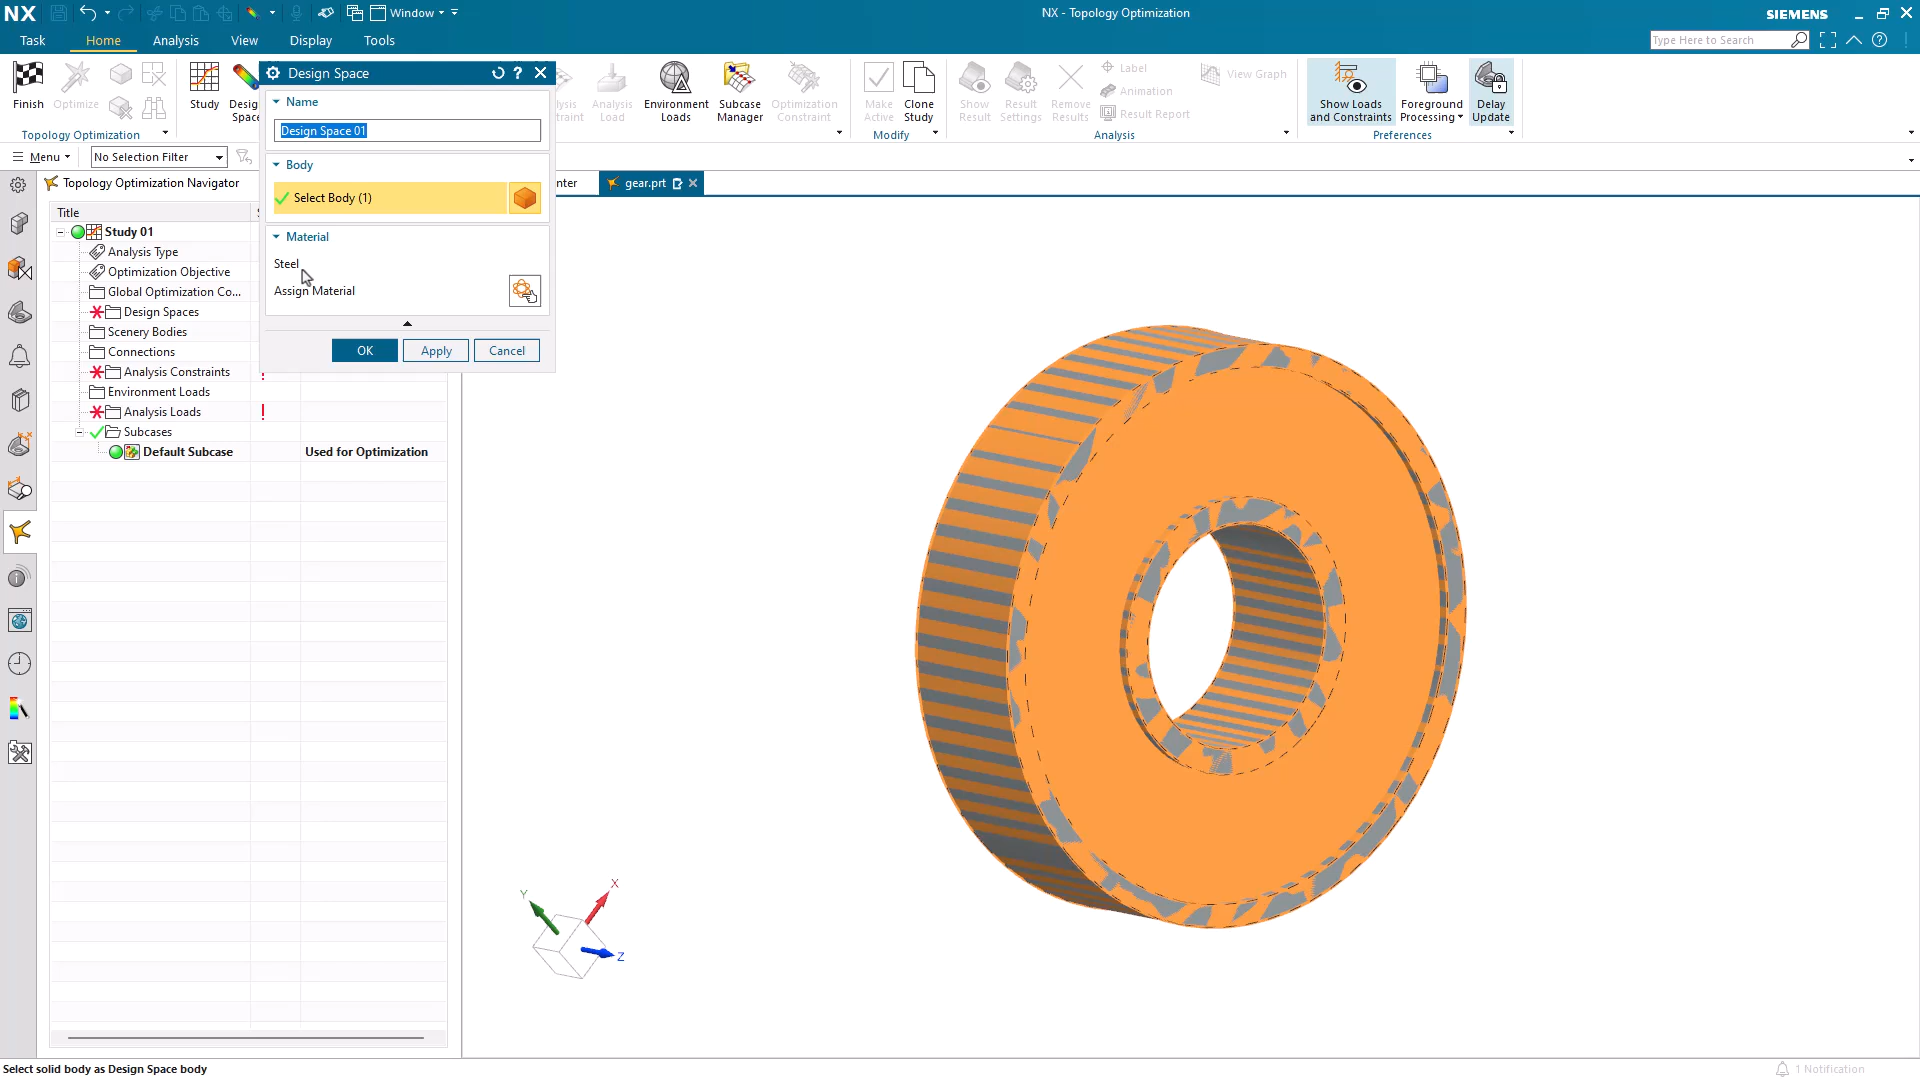 NX
Window
NX - Topology Optimization
SIEMENS
Task
Home
Analysis
View
Display
Tools
Type Here to Search
Finish
Optimize
Study
Design
Space
Analysis
Load
Environment
Loads
Subcase
Manager
Optimization
Constraint
Make
Active
Clone
Study
Show
Result
Result
Settings
Remove
Results
Label
Animation
Result Report
View Graph
Show Loads
and Constraints
Foreground
Processing
Delay
Update
Topology Optimization
Modify
Analysis
Preferences
Menu
No Selection Filter
Design Space
Name
Design Space 01
Body
Select Body (1)
Material
Steel
Assign Material
OK
Apply
Cancel
gear.prt
Topology Optimization Navigator
Title
Study 01
Analysis Type
Optimization Objective
Global Optimization Co...
Design Spaces
Scenery Bodies
Connections
Analysis Constraints
Environment Loads
Analysis Loads
Subcases
Default Subcase
Used for Optimization
Y
X
Z
Select solid body as Design Space body
1 Notification